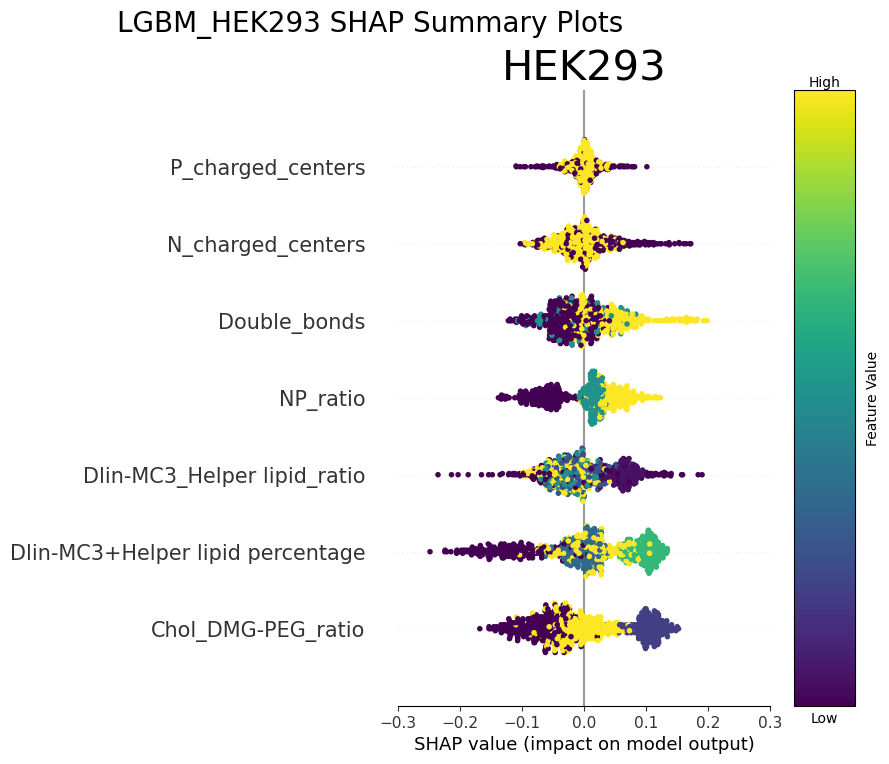 LGBM_HEK293 SHAP Summary Plots
HEK293
High
P_charged_centers
N_charged_centers
Double_bonds
NP_ratio
Dlin-MC3_Helper lipid_ratio
Dlin-MC3+Helper lipid percentage
Chol_DMG-PEG_ratio
Feature Value
Low
−0.3 −0.2 −0.1 0.0 0.1 0.2 0.3
SHAP value (impact on model output)